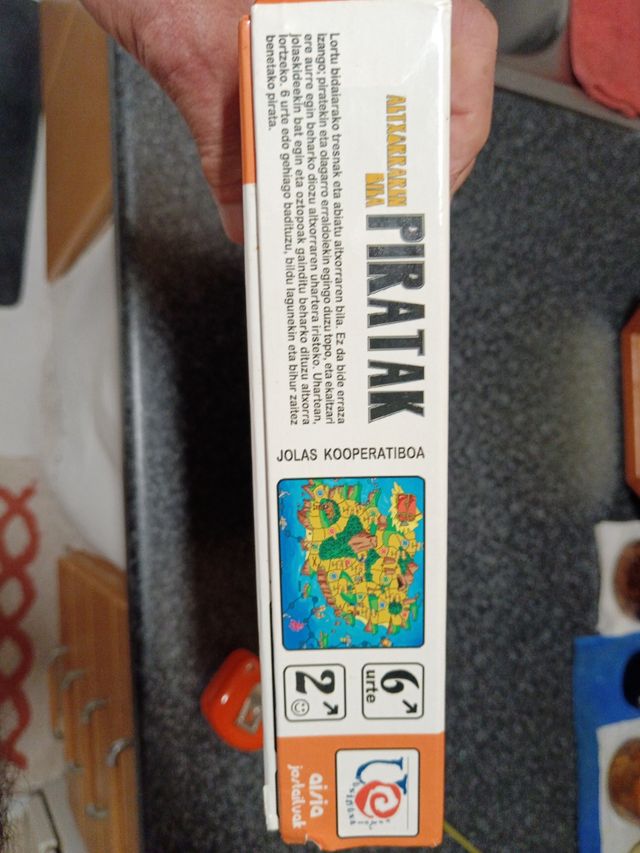 ALTXORRAREN
BILA
PIRATAK
Lortu bidaiarako tresnak eta abiatu altxorraren bila. Ez da bide erraza
izango; piratekin eta olagarro erraldoiekin egingo duzu topo, eta ekaitzari
ere aurre egin beharko diozu altxorraren uhartera iristeko. Uhartean,
jolaskideekin bat egin eta oztopoak gainditu beharko dituzu altxorra
lortzeko. 6 urte edo gehiago badituzu, bildu lagunekin eta bihur zaitez
benetako pirata.
JOLAS KOOPERATIBOA
6
urte
2
aisia
jostailuak